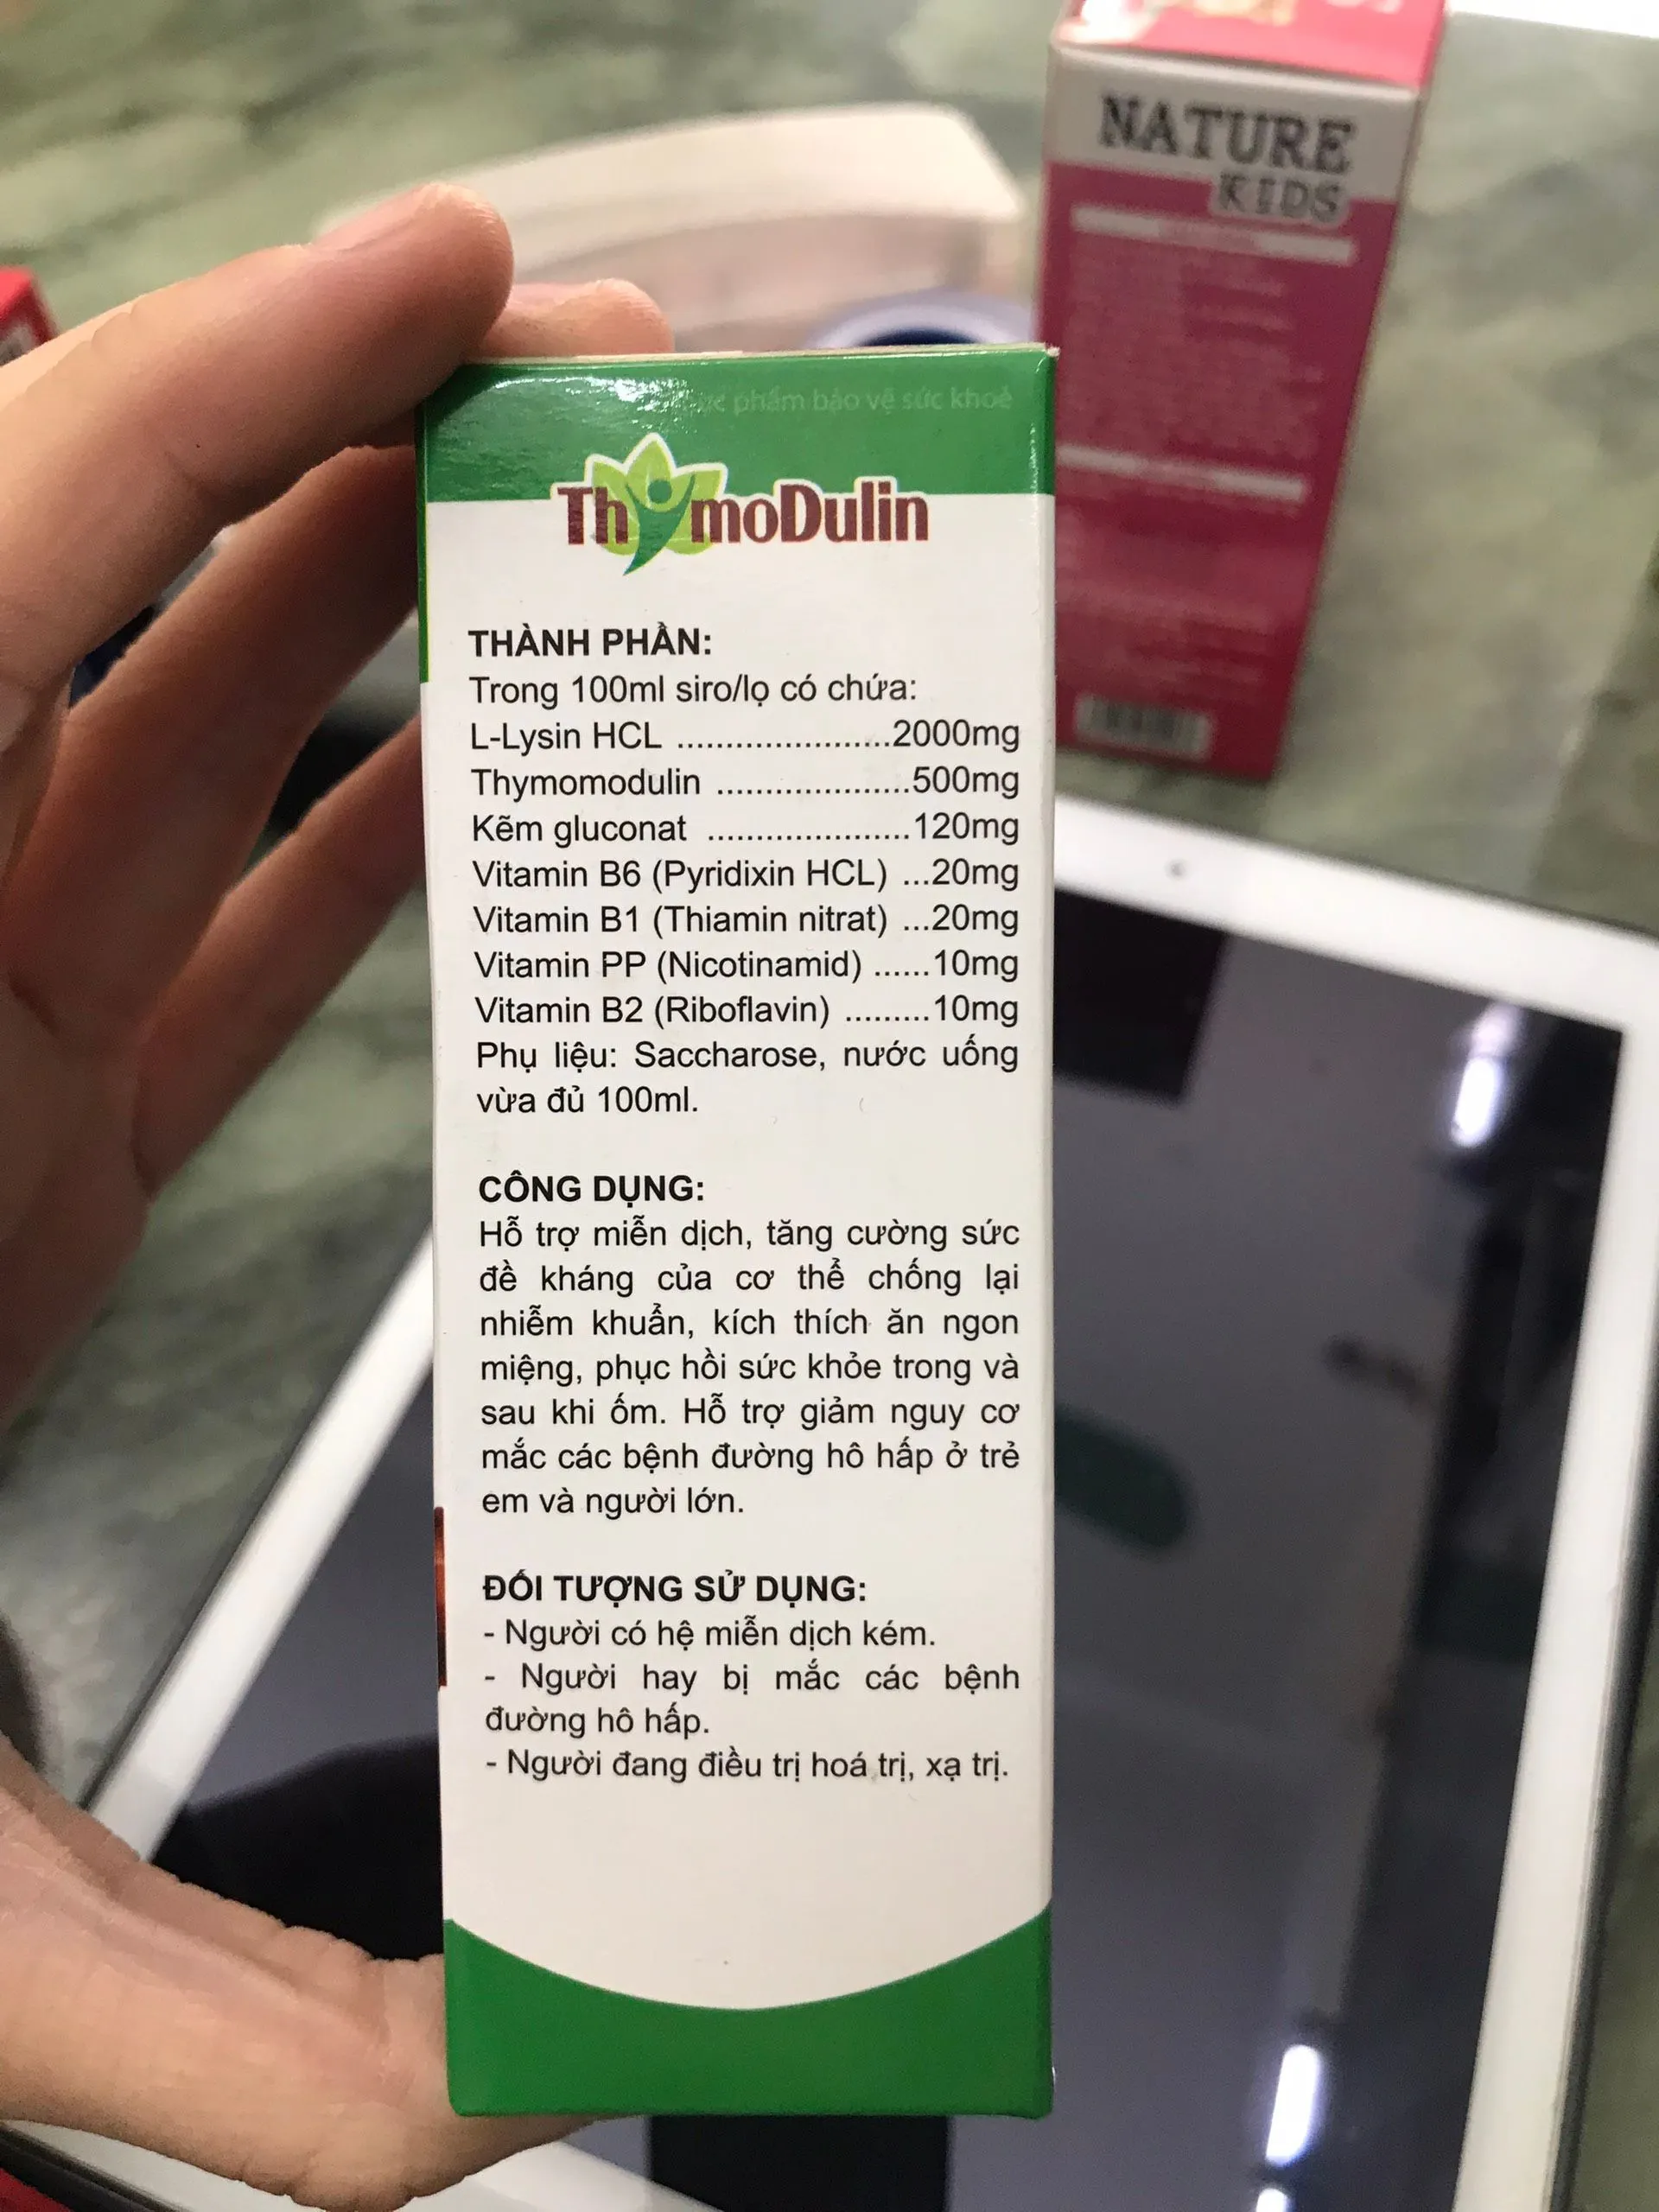 NATURE
KIDS
phẩm bảo vệ sức khoẻ
ThymoDulin
THÀNH PHẦN:
Trong 100ml siro/lọ có chứa:
L-Lysin HCL ......................2000mg
Thymomodulin ....................500mg
Kẽm gluconat .....................120mg
Vitamin B6 (Pyridixin HCL) ...20mg
Vitamin B1 (Thiamin nitrat) ...20mg
Vitamin PP (Nicotinamid) ......10mg
Vitamin B2 (Riboflavin) .........10mg
Phụ liệu: Saccharose, nước uống
vừa đủ 100ml.
CÔNG DỤNG:
Hỗ trợ miễn dịch, tăng cường sức
đề kháng của cơ thể chống lại
nhiễm khuẩn, kích thích ăn ngon
miệng, phục hồi sức khỏe trong và
sau khi ốm. Hỗ trợ giảm nguy cơ
mắc các bệnh đường hô hấp ở trẻ
em và người lớn.
ĐỐI TƯỢNG SỬ DỤNG:
- Người có hệ miễn dịch kém.
- Người hay bị mắc các bệnh
đường hô hấp.
- Người đang điều trị hoá trị, xạ trị.